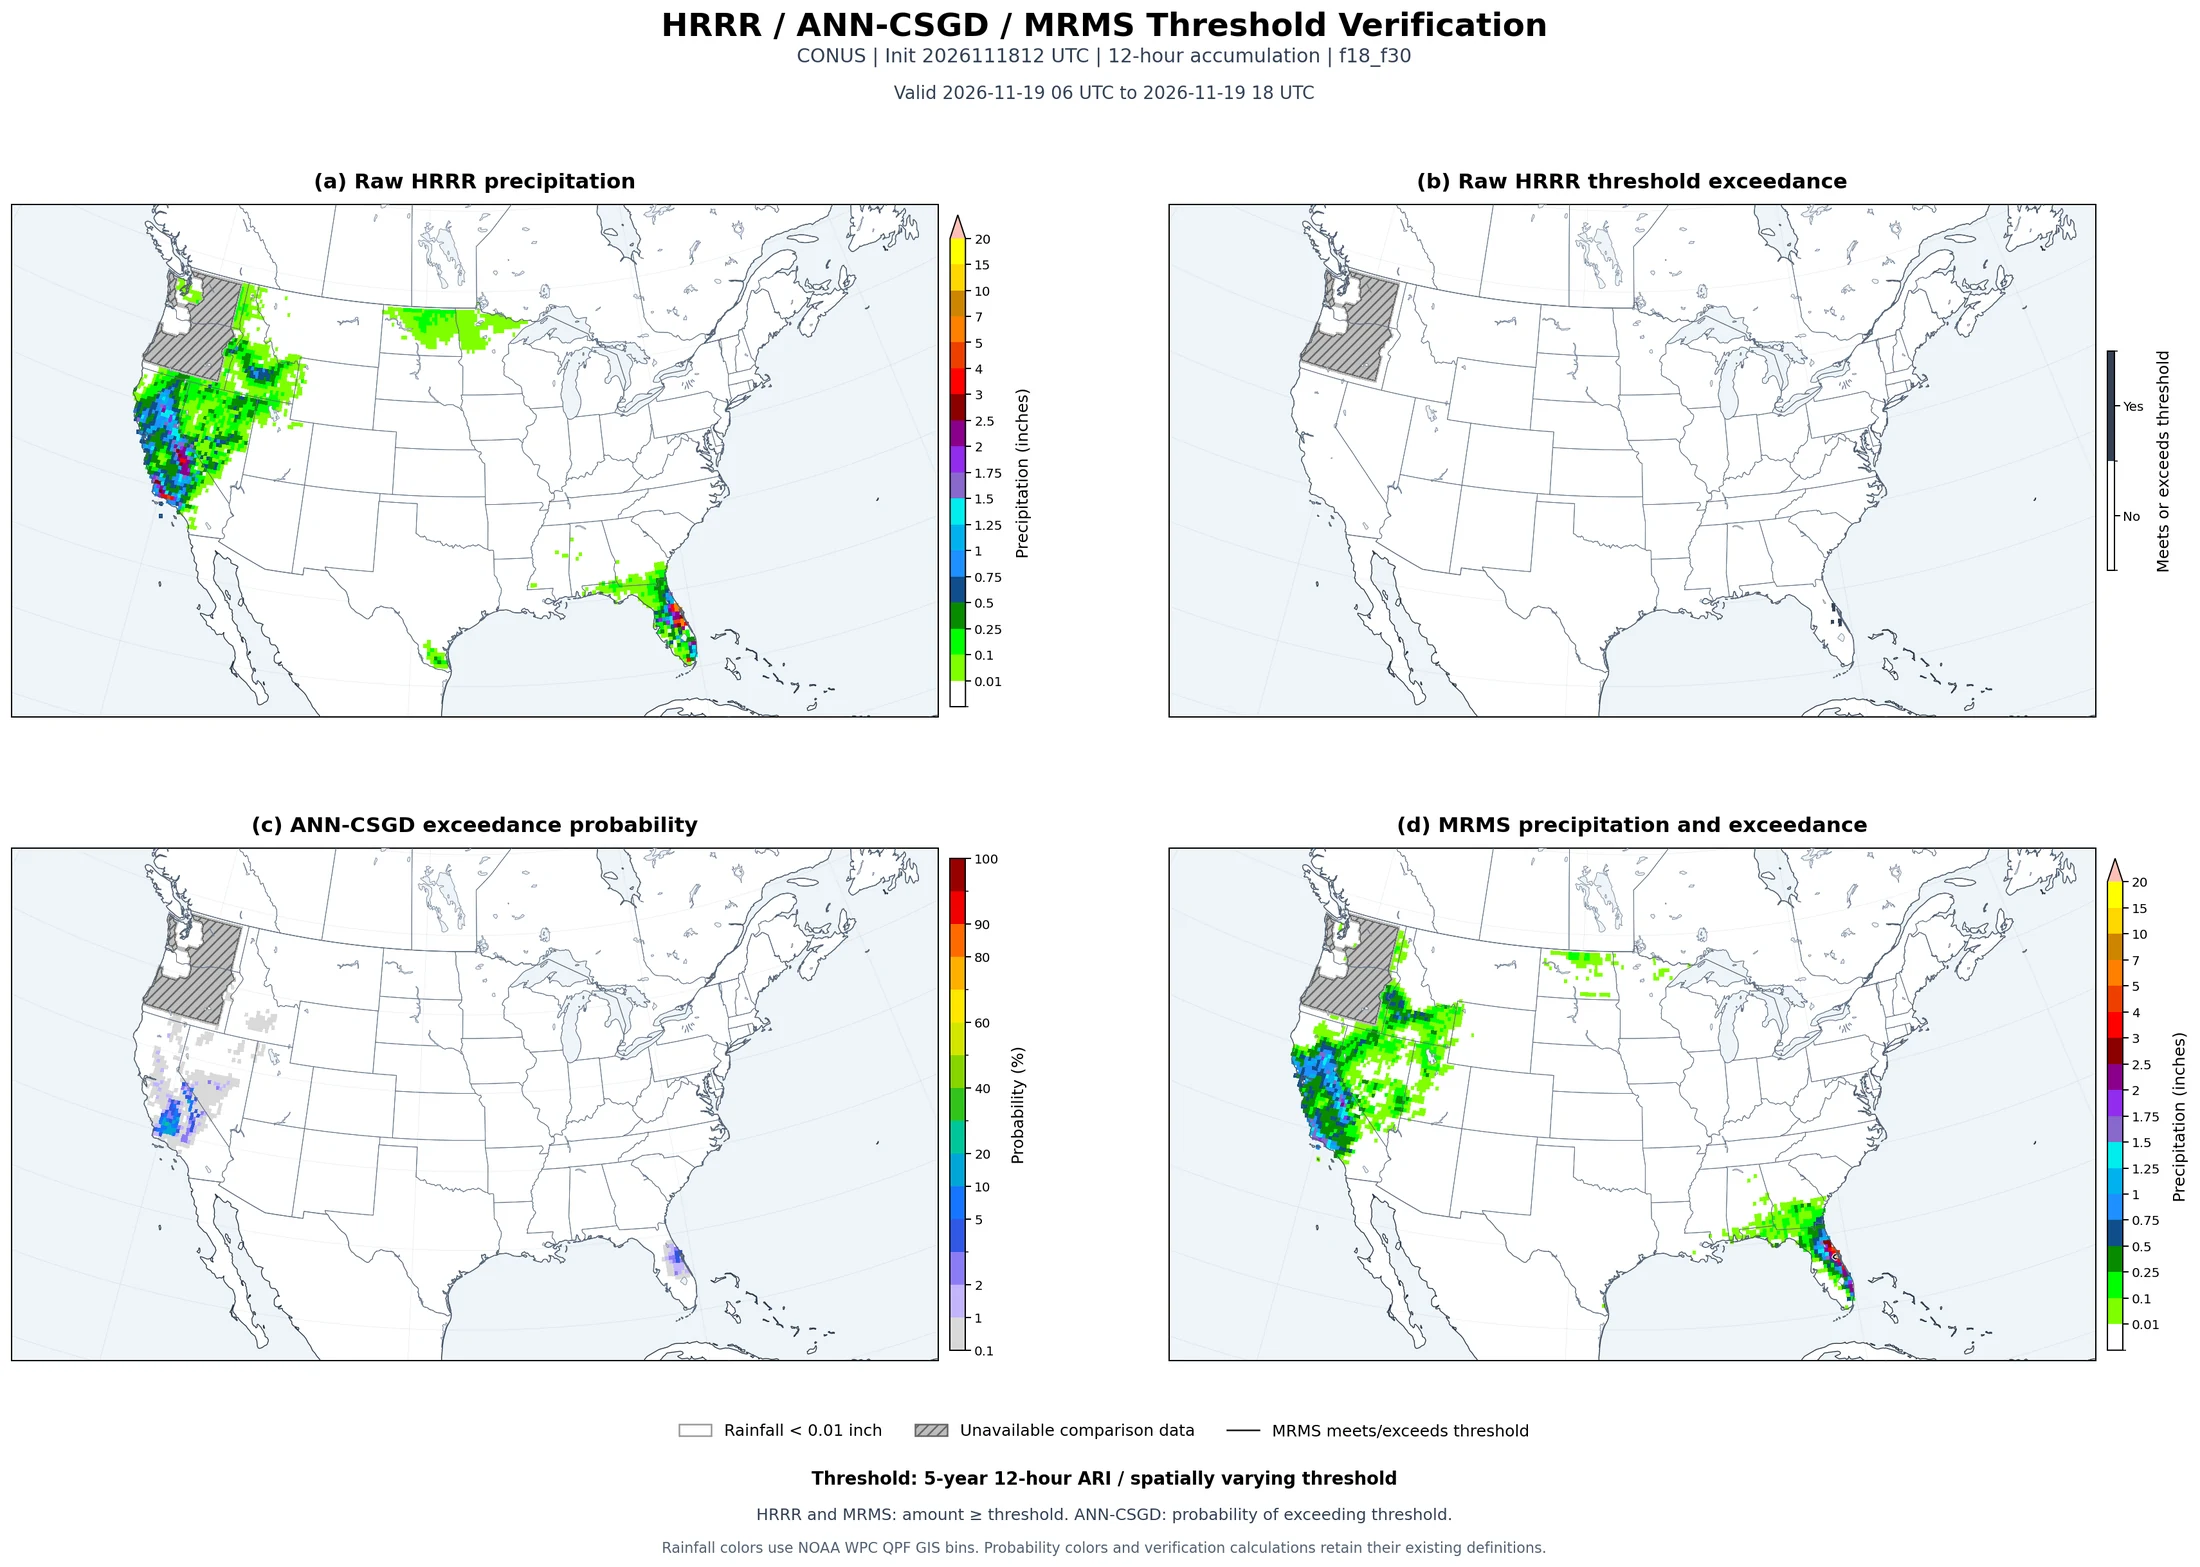 HRRR / ANN-CSGD / MRMS Threshold Verification
CONUS | Init 2026111812 UTC | 12-hour accumulation | f18_f30
Valid 2026-11-19 06 UTC to 2026-11-19 18 UTC
(a) Raw HRRR precipitation
20
15
10
7
5
4
3
2.5
2
1.75
1.5
1.25
1
0.75
0.5
0.25
0.1
0.01
Precipitation (inches)
(b) Raw HRRR threshold exceedance
Yes
No
Meets or exceeds threshold
(c) ANN-CSGD exceedance probability
100
90
80
60
40
20
10
5
2
1
0.1
Probability (%)
(d) MRMS precipitation and exceedance
20
15
10
7
5
4
3
2.5
2
1.75
1.5
1.25
1
0.75
0.5
0.25
0.1
0.01
Precipitation (inches)
Rainfall < 0.01 inch
Unavailable comparison data
MRMS meets/exceeds threshold
Threshold: 5-year 12-hour ARI / spatially varying threshold
HRRR and MRMS: amount ≥ threshold. ANN-CSGD: probability of exceeding threshold.
Rainfall colors use NOAA WPC QPF GIS bins. Probability colors and verification calculations retain their existing definitions.